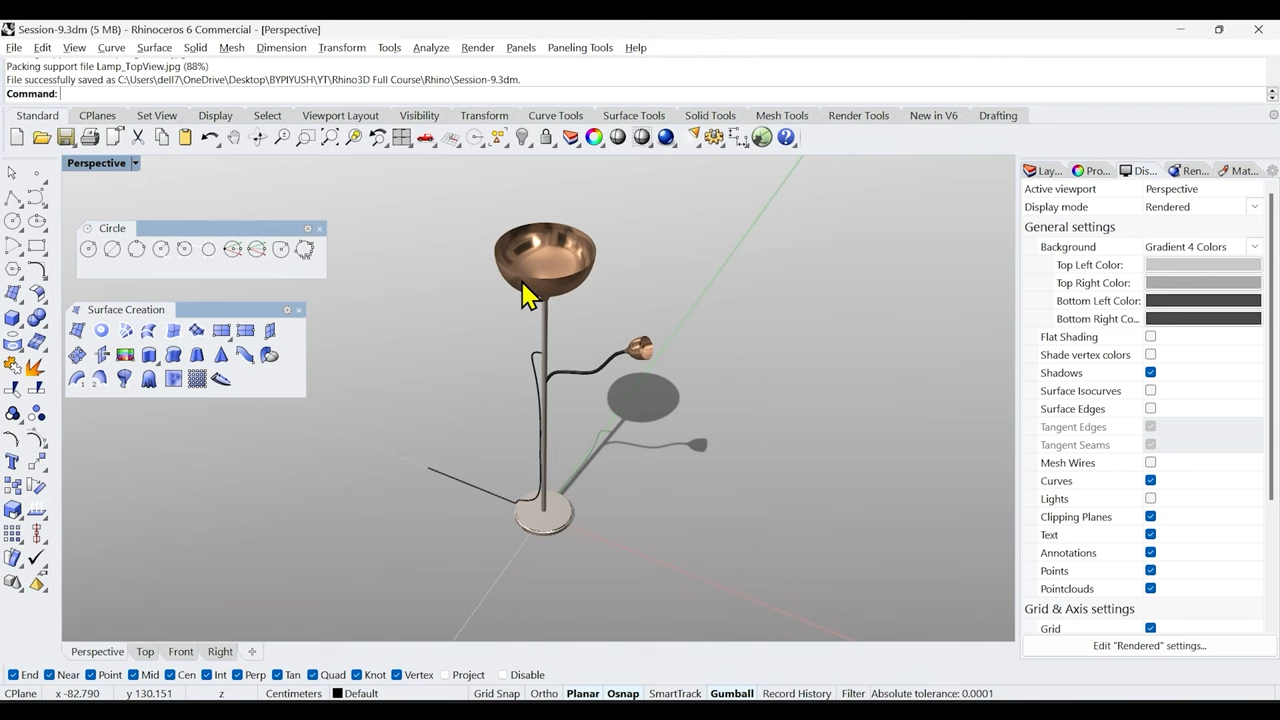 Session-9.3dm (5 MB) - Rhinoceros 6 Commercial - [Perspective]
File Edit View Curve Surface Solid Mesh Dimension Transform Tools Analyze Render Panels Paneling Tools Help
Packing support file Lamp_TopView.jpg (88%)
File successfully saved as C:\Users\dell7\OneDrive\Desktop\BYPIYUSH\YT\Rhino3D Full Course\Rhino\Session-9.3dm.
Command:
Standard CPlanes Set View Display Select Viewport Layout Visibility Transform Curve Tools Surface Tools Solid Tools Mesh Tools Render Tools New in V6 Drafting
Perspective
Circle
Surface Creation
Lay... Pro... Dis... Ren... Mat...
Active viewport Perspective
Display mode Rendered
General settings
Background Gradient 4 Colors
Top Left Color:
Top Right Color:
Bottom Left Color:
Bottom Right Co...
Flat Shading
Shade vertex colors
Shadows
Surface Isocurves
Surface Edges
Tangent Edges
Tangent Seams
Mesh Wires
Curves
Lights
Clipping Planes
Text
Annotations
Points
Pointclouds
Grid & Axis settings
Grid
Edit "Rendered" settings...
Perspective Top Front Right
End Near Point Mid Cen Int Perp Tan Quad Knot Vertex Project Disable
CPlane x -82.790 y 130.151 z Centimeters Default Grid Snap Ortho Planar Osnap SmartTrack Gumball Record History Filter Absolute tolerance: 0.0001